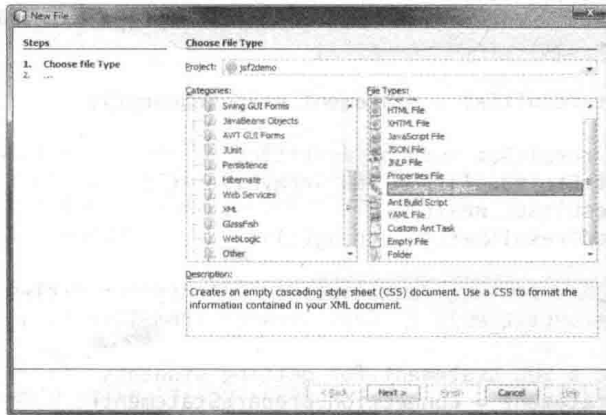 New File
Steps
1. Choose File Type
2. ...
Choose File Type
Project: jsf2demo
Categories:
Swing GUI Forms
JavaBeans Objects
AWT GUI Forms
JUnit
Persistence
Hibernate
Web Services
XML
GlassFish
WebLogic
Other
File Types:
HTML File
XHTML File
JavaScript File
JSON File
JNLP File
Properties File
Cascading Style Sheet
Ant Build Script
YAML File
Custom Ant Task
Empty File
Folder
Description:
Creates an empty cascading style sheet (CSS) document. Use a CSS to format the
information contained in your XML document.
< Back Next > Finish Cancel Help